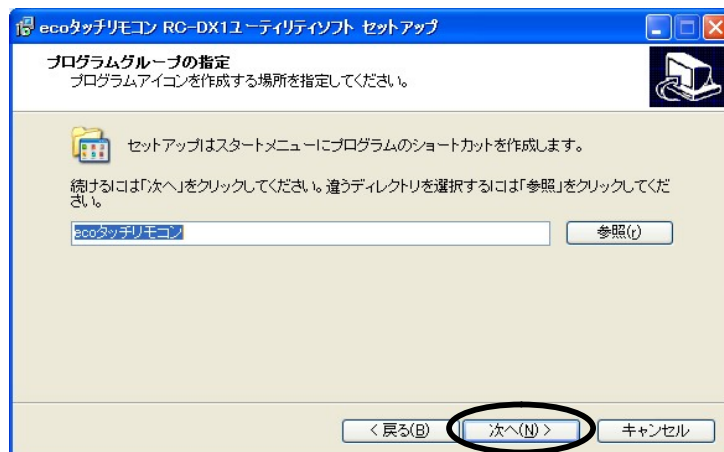 ecoタッチリモコン RC-DX1ユーティリティソフト セットアップ
プログラムグループの指定
プログラムアイコンを作成する場所を指定してください。
セットアップはスタートメニューにプログラムのショートカットを作成します。
続けるには「次へ」をクリックしてください。違うディレクトリを選択するには「参照」をクリックしてくだ
さい。
ecoタッチリモコン
参照(r)
< 戻る(B)
次へ(N) >
キャンセル